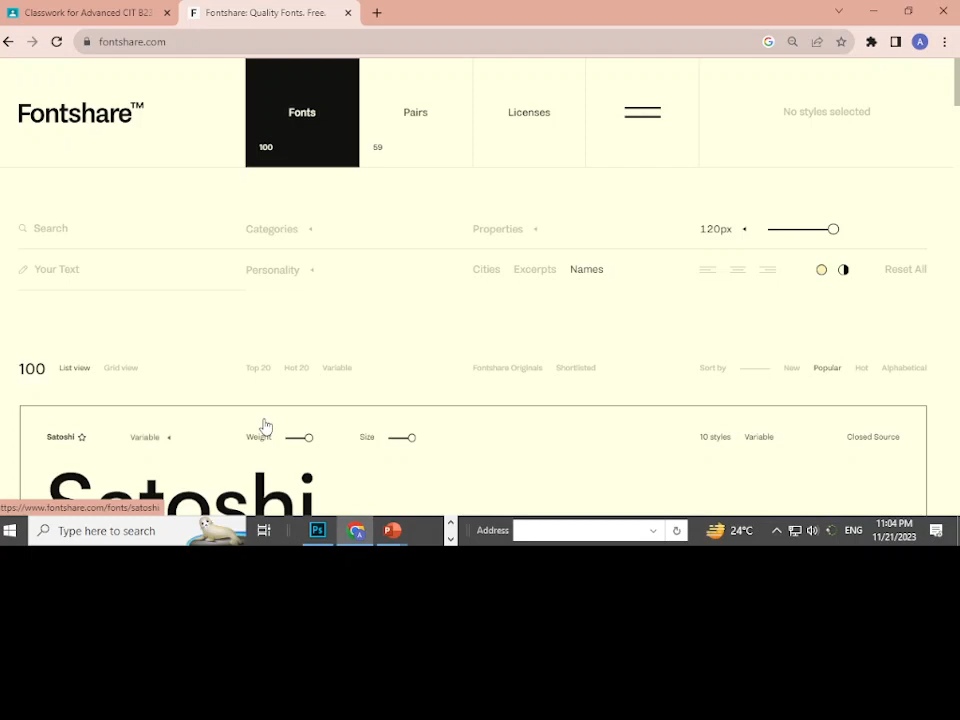 Classwork for Advanced CIT B23
F Fontshare: Quality Fonts. Free.
fontshare.com
A
Fontshare™
Fonts
100
Pairs
59
Licenses
No styles selected
Search
Categories
Properties
120px
Your Text
Personality
Cities
Excerpts
Names
Reset All
100
List view
Grid view
Top 20
Hot 20
Variable
Fontshare Originals
Shortlisted
Sort by
New
Popular
Hot
Alphabetical
Satoshi
Variable
Weight
Size
10 styles
Variable
Closed Source
Satoshi
ttps://www.fontshare.com/fonts/satoshi
Type here to search
Ps
A
P
Address
24°C
ENG
11:04 PM
11/21/2023